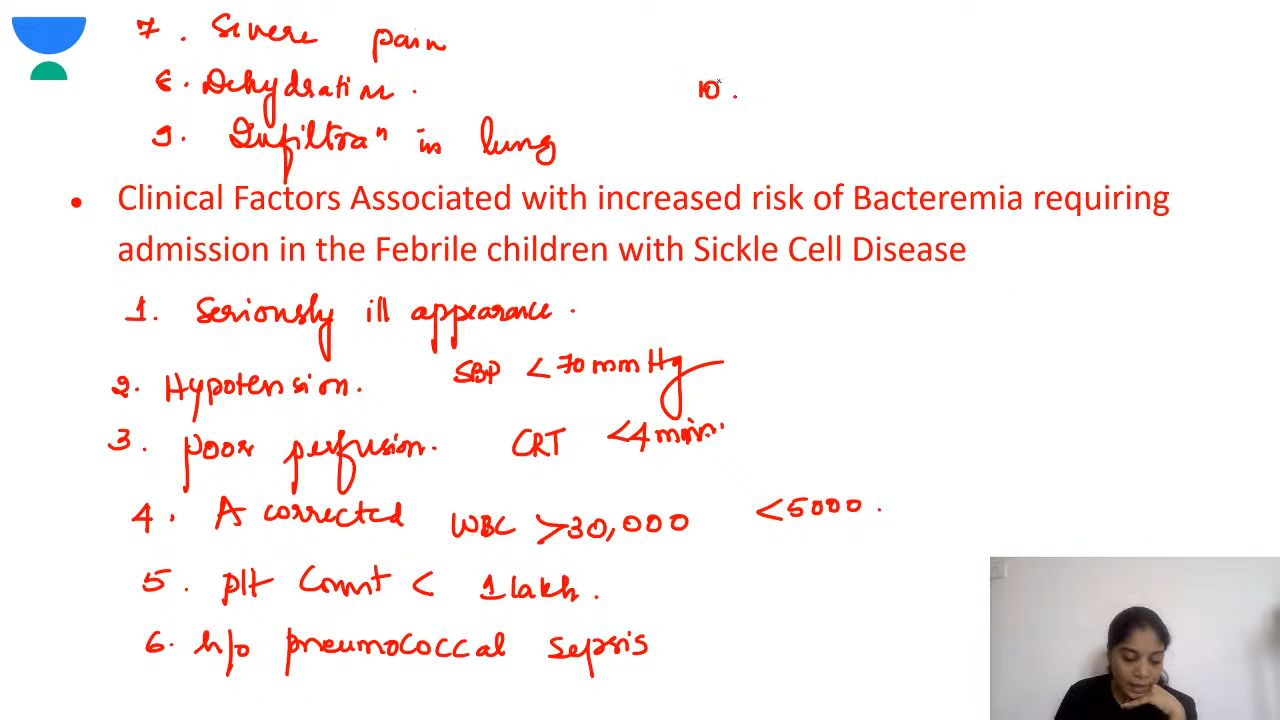 7. Severe pain
8. Dehydration.
10.
9. Infiltraⁿ in lung
• Clinical Factors Associated with increased risk of Bacteremia requiring
admission in the Febrile children with Sickle Cell Disease
1. Seriously ill appearance.
2. Hypotension. SBP <70mmHg
3. poor perfusion. CRT <4 min.
4. A corrected WBC >30,000 <5000.
5. plt Count < 1 lakh.
6. h/o pneumococcal sepsis